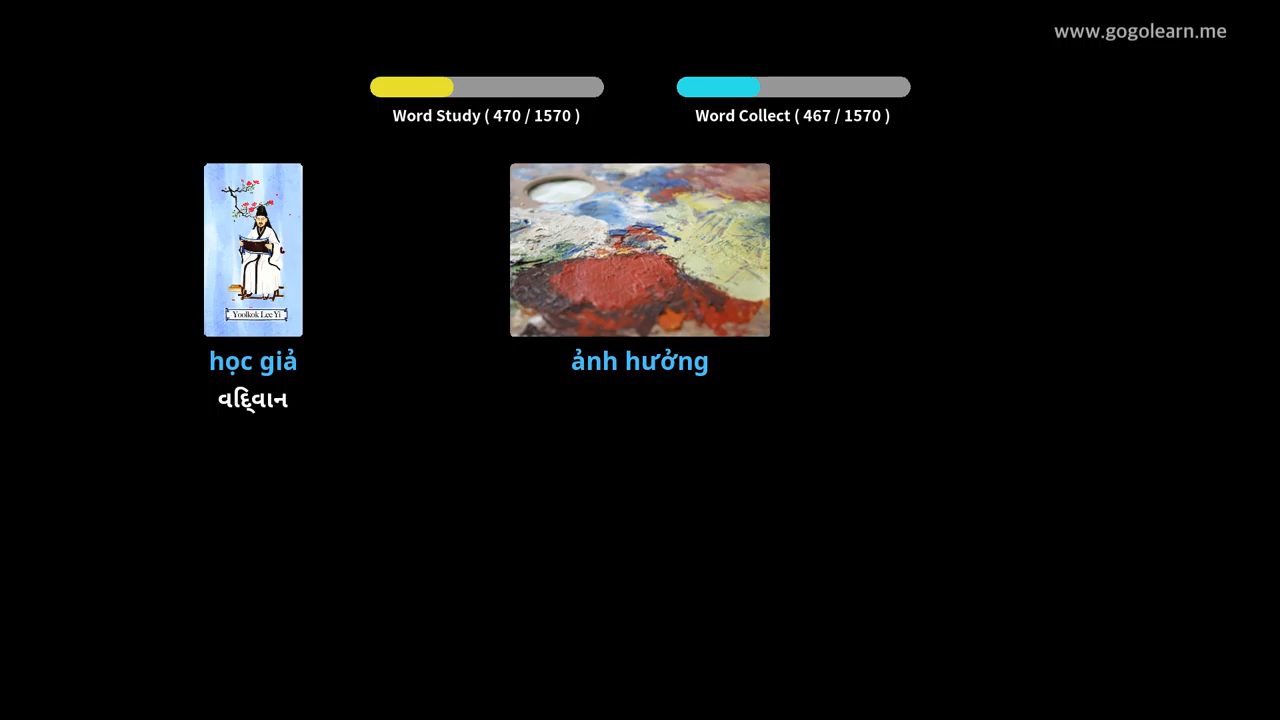 www.gogolearn.me
Word Study ( 470 / 1570 )
Word Collect ( 467 / 1570 )
Yoolkok Lee Yi
học giả
ảnh hưởng
વિદ્વાન